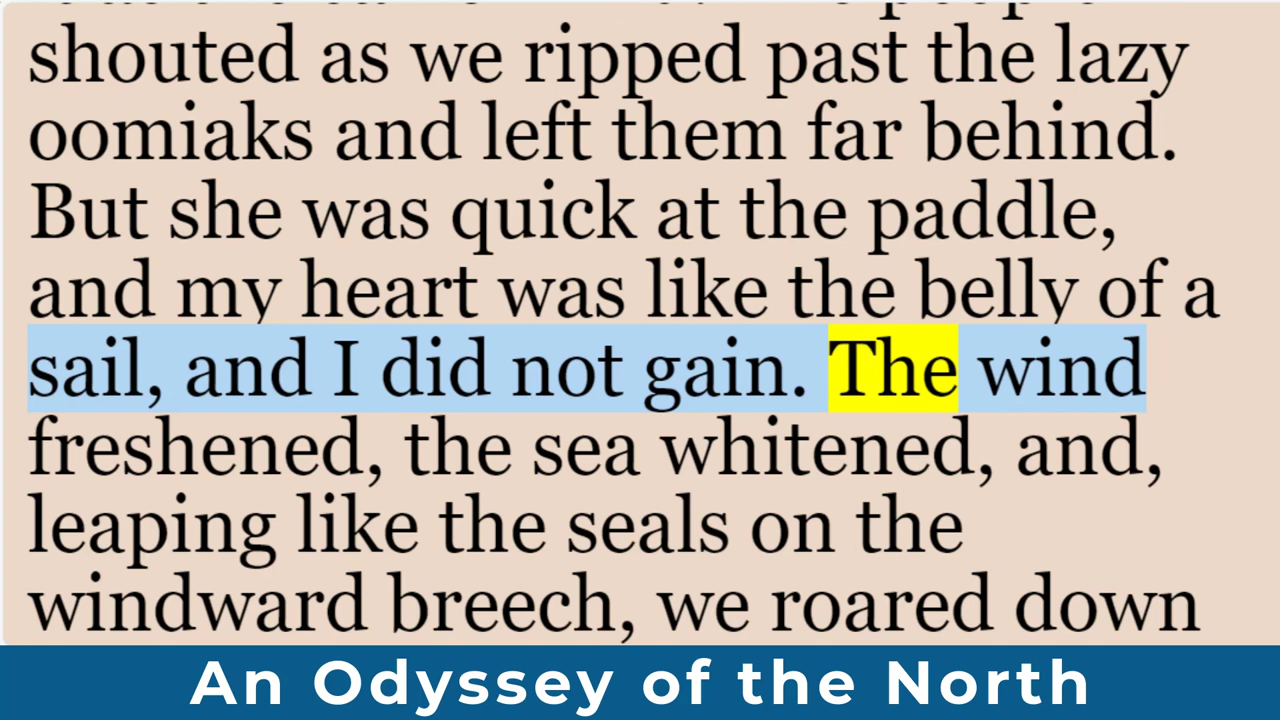 shouted as we ripped past the lazy
oomiaks and left them far behind.
But she was quick at the paddle,
and my heart was like the belly of a
sail, and I did not gain. The wind
freshened, the sea whitened, and,
leaping like the seals on the
windward breech, we roared down
An Odyssey of the North